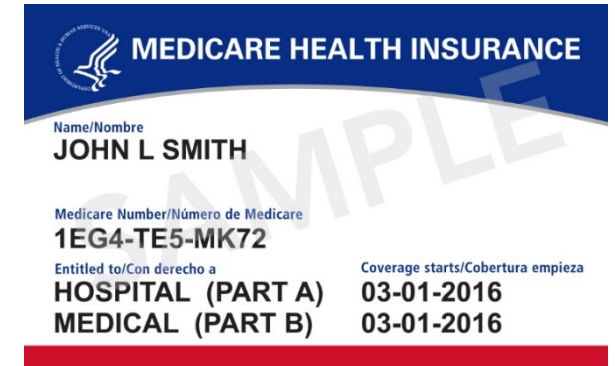 MEDICARE HEALTH INSURANCE
Name/Nombre
JOHN L SMITH
Medicare Number/Número de Medicare
1EG4-TE5-MK72
Entitled to/Con derecho a
HOSPITAL (PART A)
MEDICAL (PART B)
Coverage starts/Cobertura empieza
03-01-2016
03-01-2016
SAMPLE